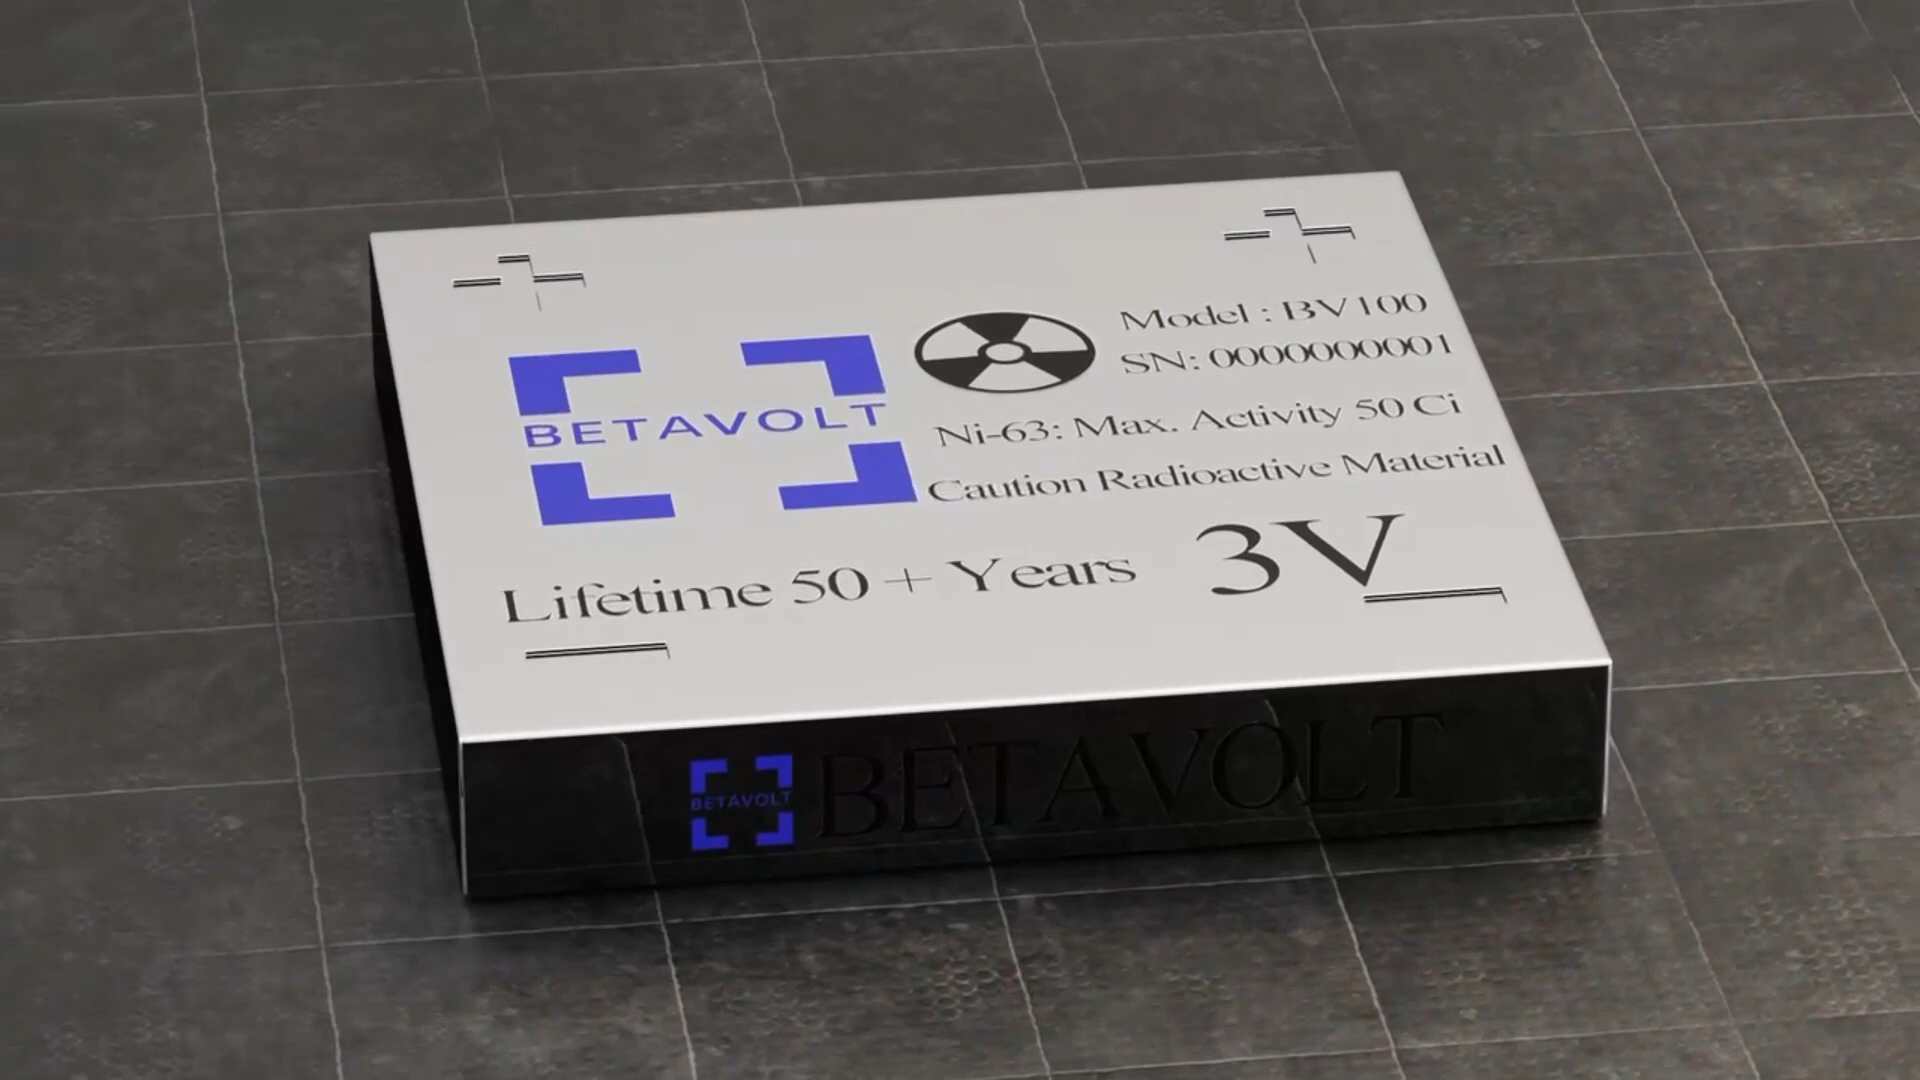 Model : BV100
SN: 0000000001
BETAVOLT
Ni-63: Max. Activity 50 Ci
Caution Radioactive Material
Lifetime 50 + Years
3V
BETAVOLT
BETAVOLT